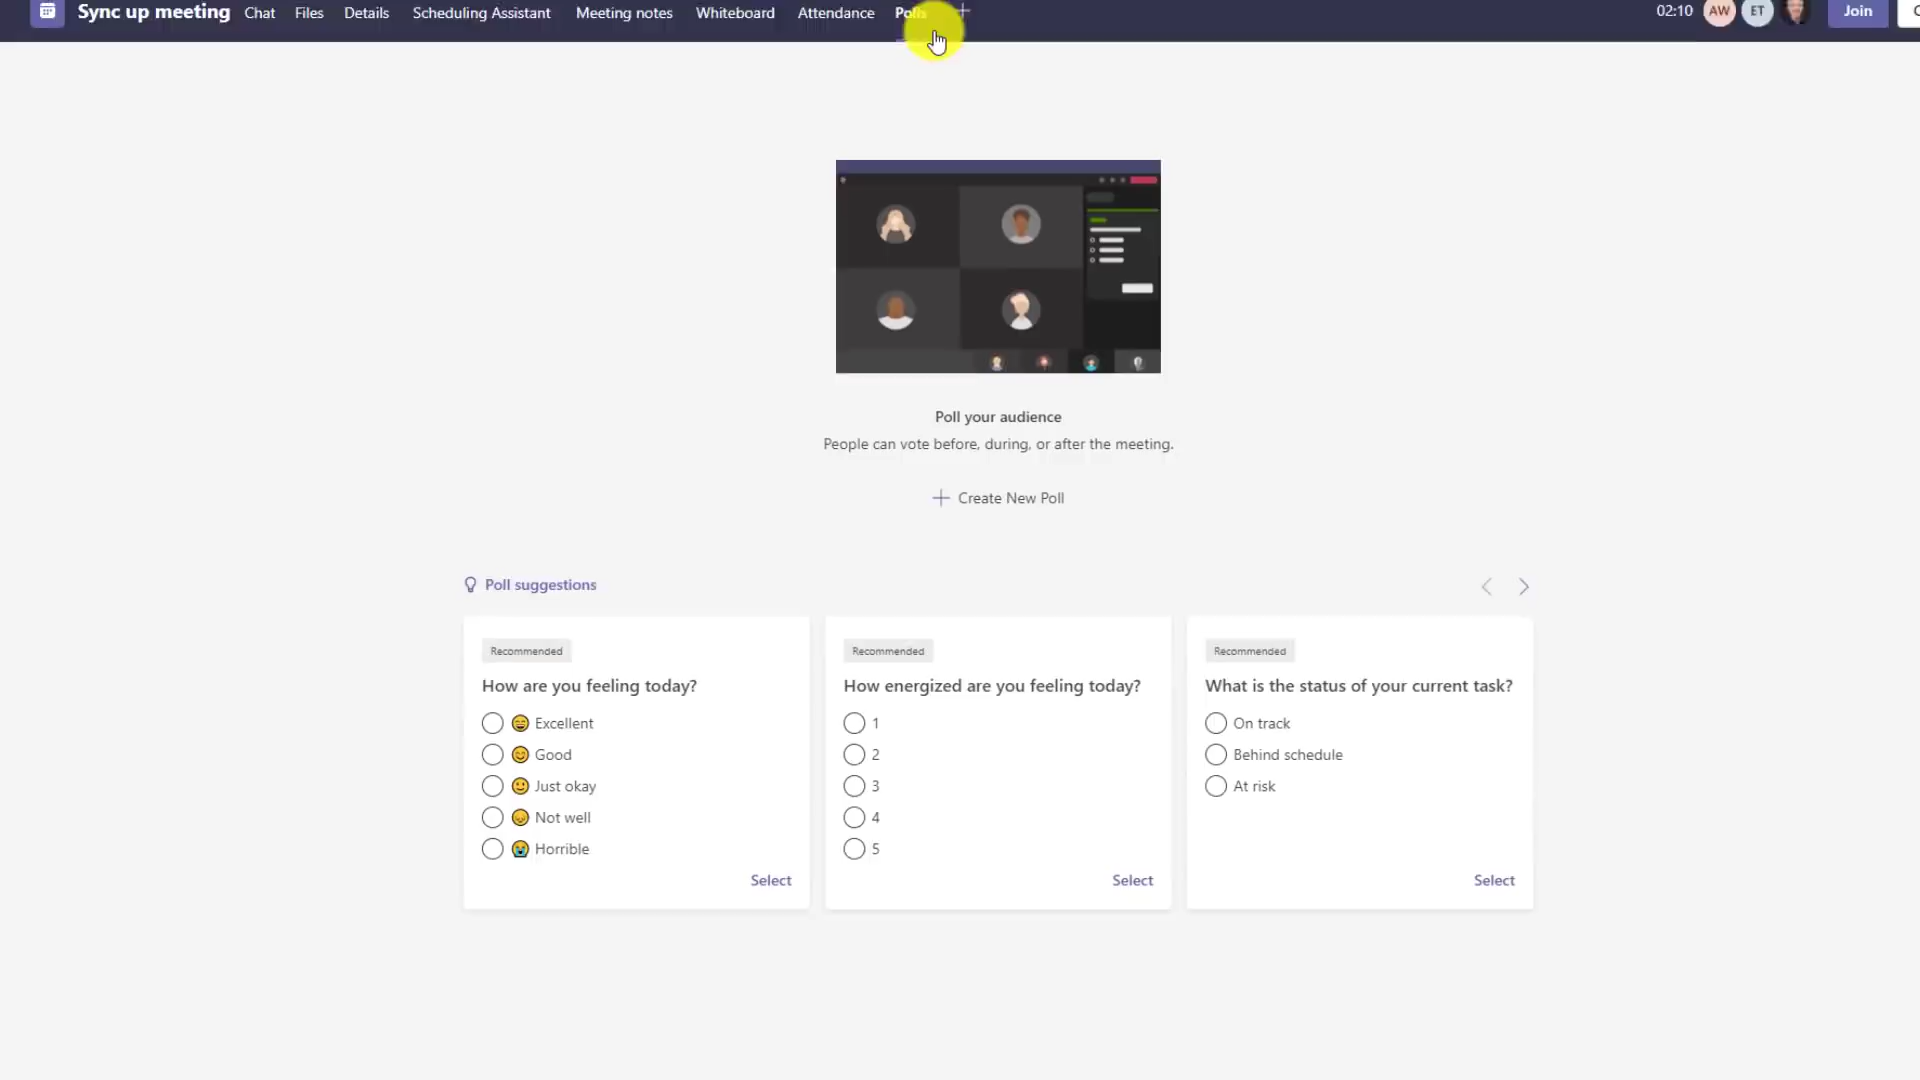 Sync up meeting Chat Files Details Scheduling Assistant Meeting notes Whiteboard Attendance Polls 02:10 AW ET Join
Poll your audience
People can vote before, during, or after the meeting.
Create New Poll
Poll suggestions
Recommended
How are you feeling today?
Excellent
Good
Just okay
Not well
Horrible
Select
Recommended
How energized are you feeling today?
1
2
3
4
5
Select
Recommended
What is the status of your current task?
On track
Behind schedule
At risk
Select